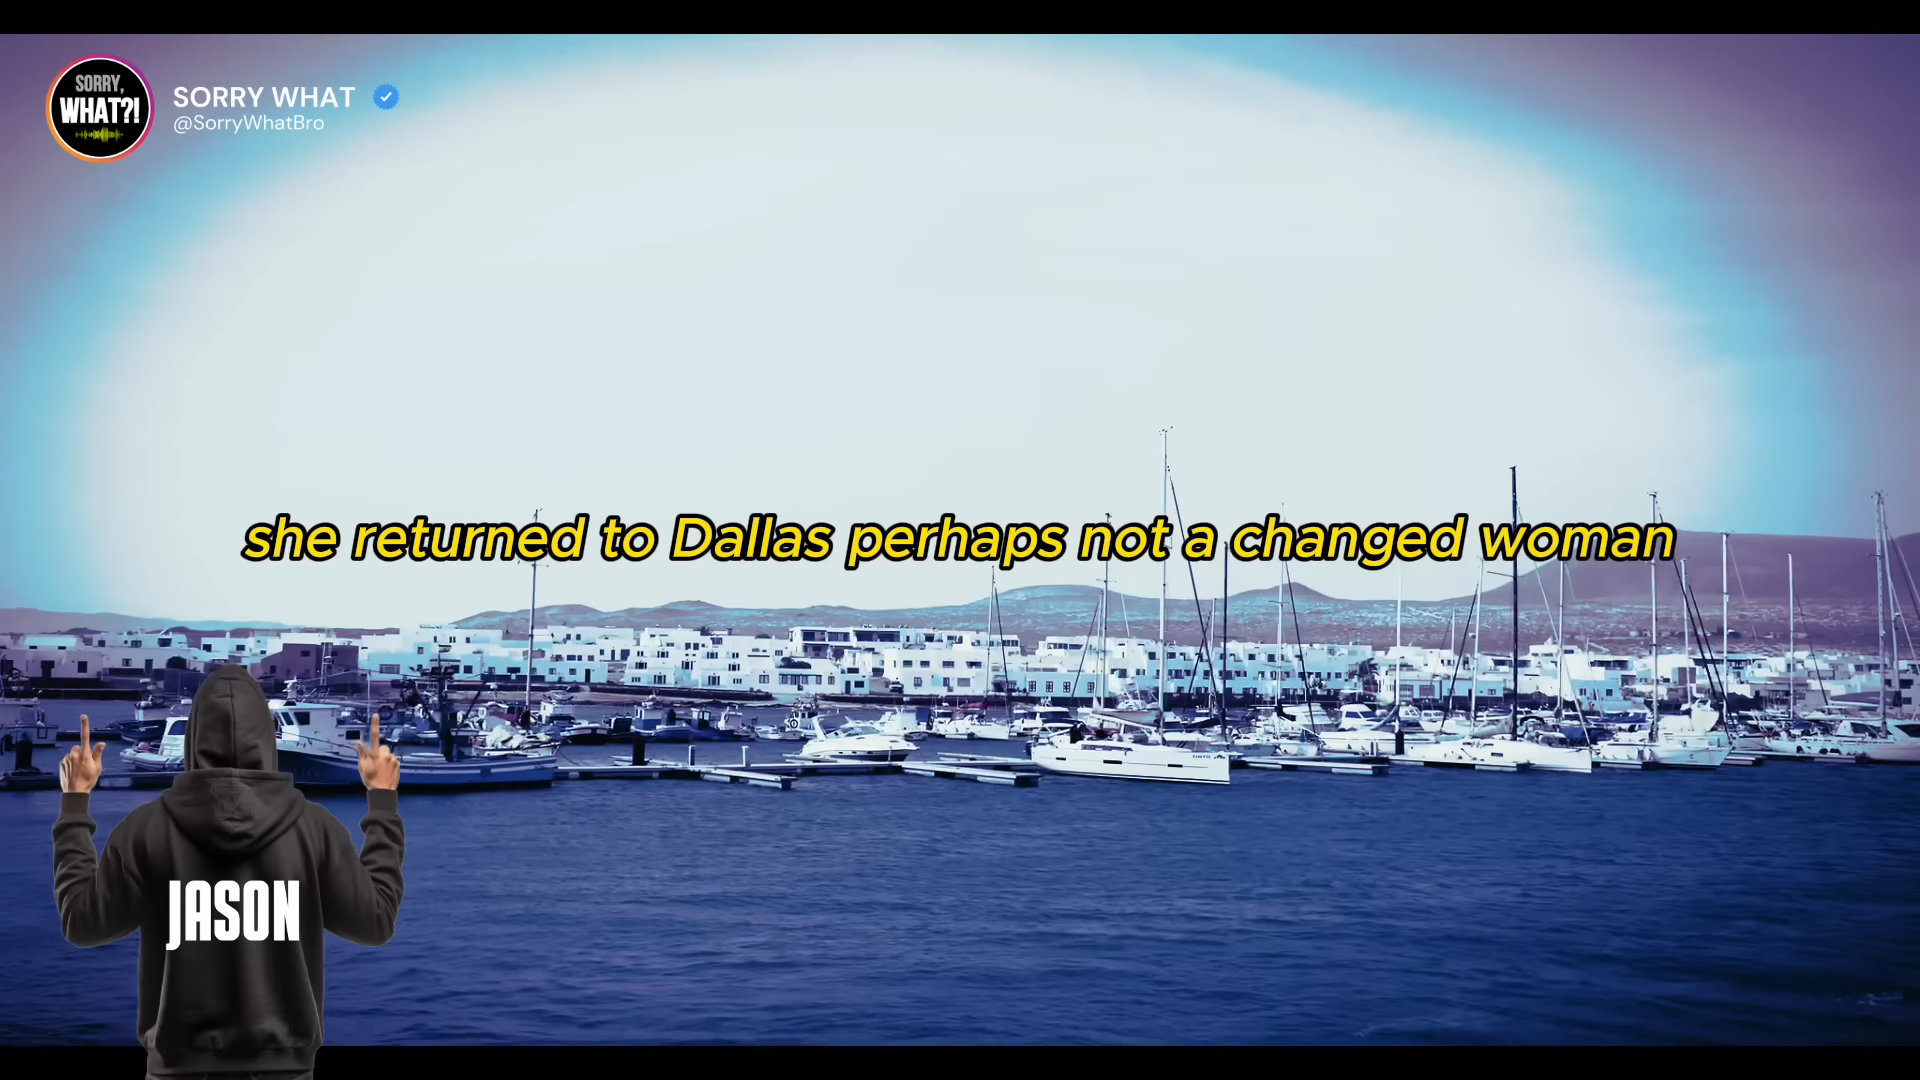 SORRY,
WHAT?!
SORRY WHAT
@SorryWhatBro
she returned to Dallas perhaps not a changed woman
JASON